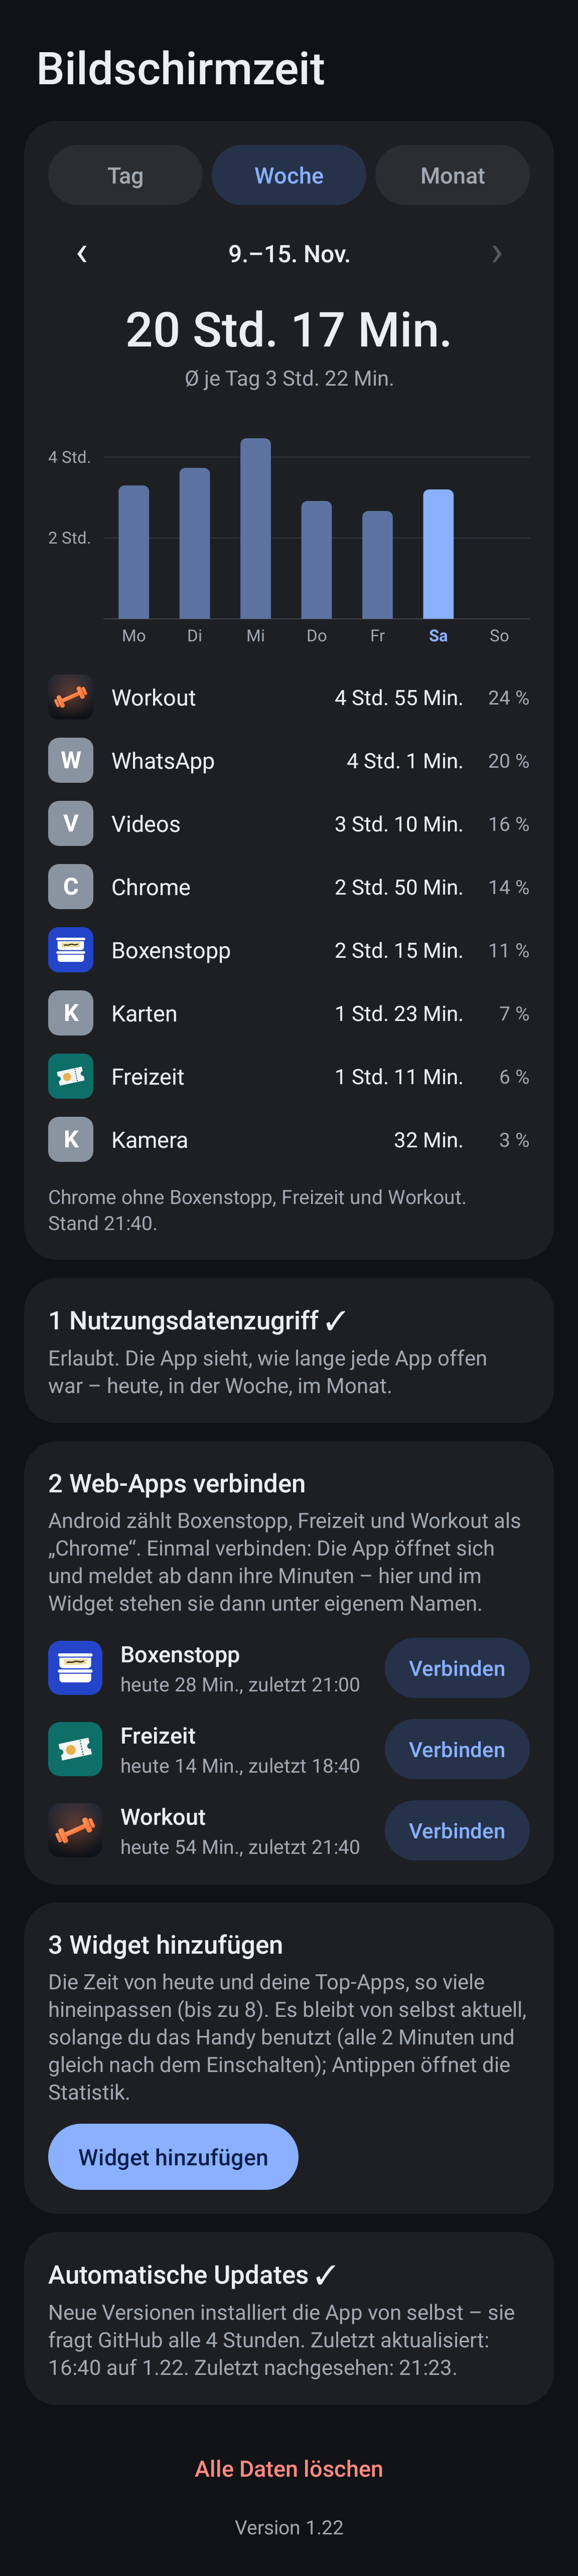 Bildschirmzeit
Tag Woche Monat
‹ 9.–15. Nov. ›
20 Std. 17 Min.
Ø je Tag 3 Std. 22 Min.
4 Std.
2 Std.
Mo Di Mi Do Fr Sa So
Workout 4 Std. 55 Min. 24 %
W WhatsApp 4 Std. 1 Min. 20 %
V Videos 3 Std. 10 Min. 16 %
C Chrome 2 Std. 50 Min. 14 %
Boxenstopp 2 Std. 15 Min. 11 %
K Karten 1 Std. 23 Min. 7 %
Freizeit 1 Std. 11 Min. 6 %
K Kamera 32 Min. 3 %
Chrome ohne Boxenstopp, Freizeit und Workout.
Stand 21:40.
1 Nutzungsdatenzugriff ✓
Erlaubt. Die App sieht, wie lange jede App offen
war – heute, in der Woche, im Monat.
2 Web-Apps verbinden
Android zählt Boxenstopp, Freizeit und Workout als
„Chrome“. Einmal verbinden: Die App öffnet sich
und meldet ab dann ihre Minuten – hier und im
Widget stehen sie dann unter eigenem Namen.
Boxenstopp
heute 28 Min., zuletzt 21:00
Verbinden
Freizeit
heute 14 Min., zuletzt 18:40
Verbinden
Workout
heute 54 Min., zuletzt 21:40
Verbinden
3 Widget hinzufügen
Die Zeit von heute und deine Top-Apps, so viele
hineinpassen (bis zu 8). Es bleibt von selbst aktuell,
solange du das Handy benutzt (alle 2 Minuten und
gleich nach dem Einschalten); Antippen öffnet die
Statistik.
Widget hinzufügen
Automatische Updates ✓
Neue Versionen installiert die App von selbst – sie
fragt GitHub alle 4 Stunden. Zuletzt aktualisiert:
16:40 auf 1.22. Zuletzt nachgesehen: 21:23.
Alle Daten löschen
Version 1.22